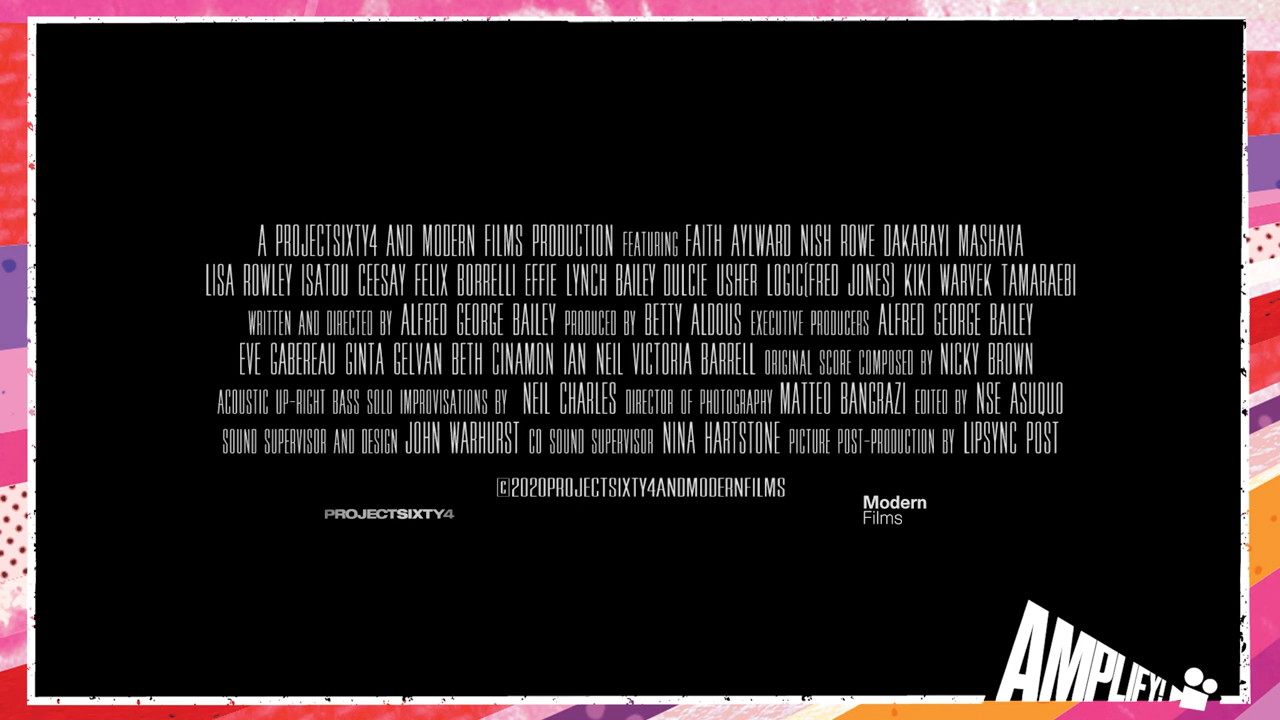 A PROJECTSIXTY4 AND MODERN FILMS PRODUCTION FEATURING FAITH AYLWARD NISH ROWE DAKARAYI MASHAVA
LISA ROWLEY ISATOU CEESAY FELIX BORRELLI EFFIE LYNCH BAILEY DULCIE USHER LOGIC(FRED JONES) KIKI WARVEK TAMARAEBI
WRITTEN AND DIRECTED BY ALFRED GEORGE BAILEY PRODUCED BY BETTY ALDOUS EXECUTIVE PRODUCERS ALFRED GEORGE BAILEY
EVE GABEREAU GINTA GELVAN BETH CINAMON IAN NEIL VICTORIA BARRELL ORIGINAL SCORE COMPOSED BY NICKY BROWN
ACOUSTIC UP-RIGHT BASS SOLO IMPROVISATIONS BY NEIL CHARLES DIRECTOR OF PHOTOGRAPHY MATTEO BANGRAZI EDITED BY NSE ASUQUO
SOUND SUPERVISOR AND DESIGN JOHN WARHURST CO SOUND SUPERVISOR NINA HARTSTONE PICTURE POST-PRODUCTION BY LIPSYNC POST
©2020PROJECTSIXTY4ANDMODERNFILMS
PROJECTSIXTY4
Modern
Films
AMPLIFY!